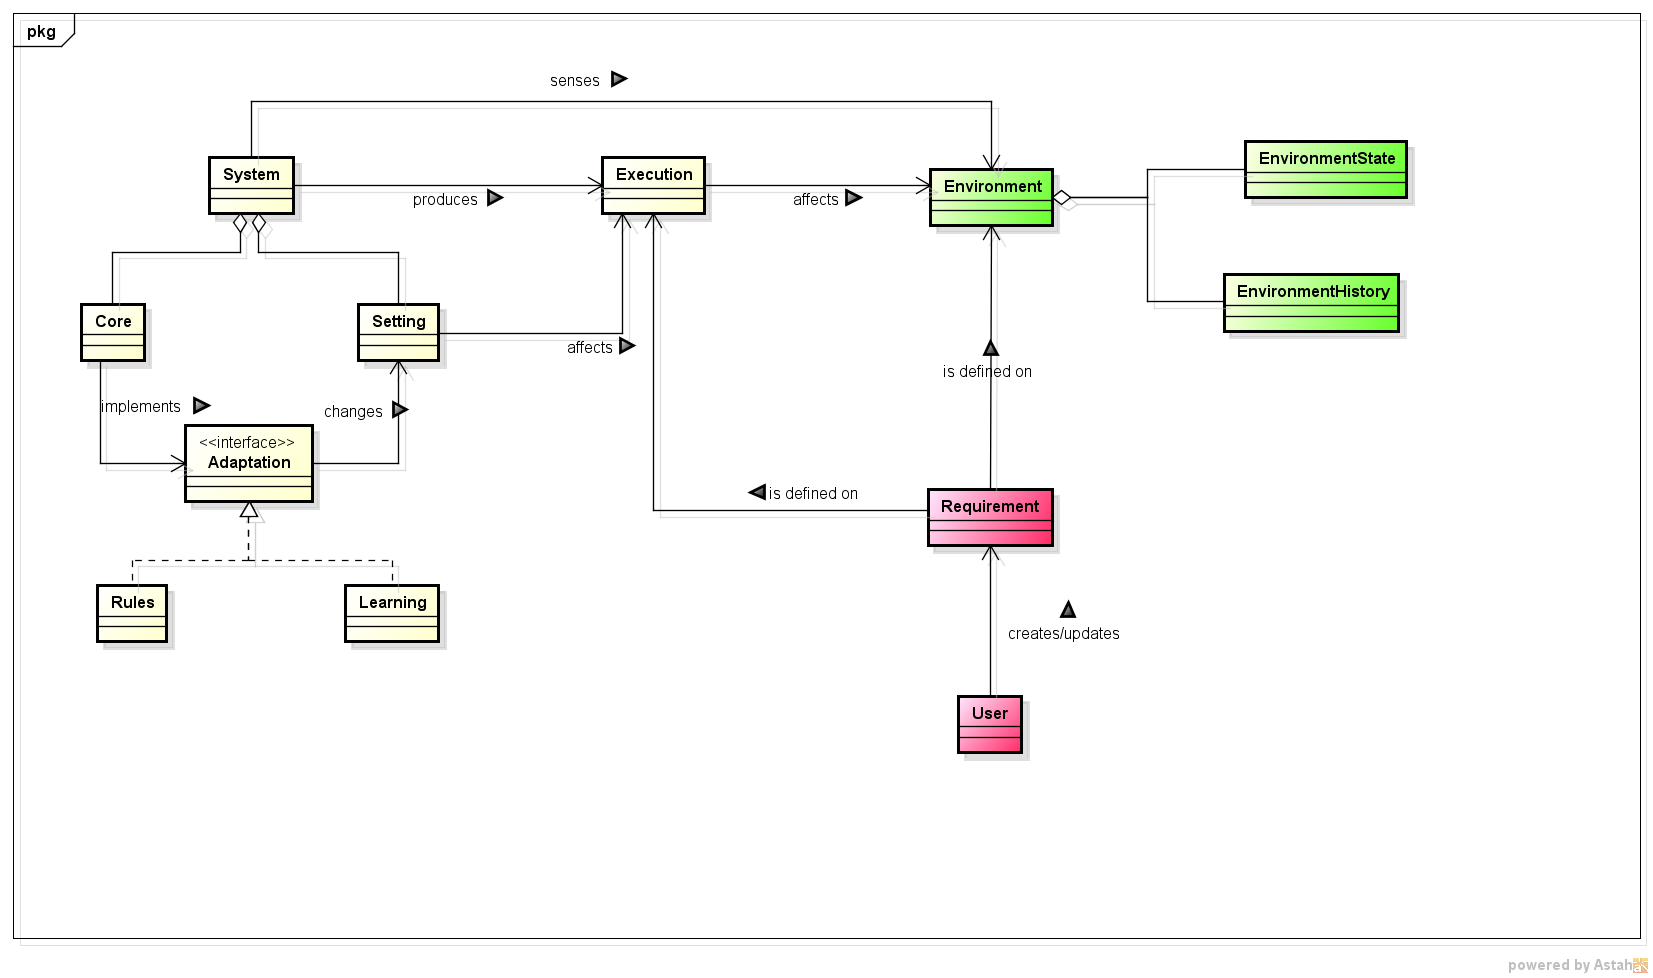 pkg
senses
System
Execution
Environment
EnvironmentState
produces
affects
EnvironmentHistory
Core
Setting
affects
is defined on
implements
changes
<<interface>>
Adaptation
is defined on
Requirement
Rules
Learning
creates/updates
User
powered by Astah